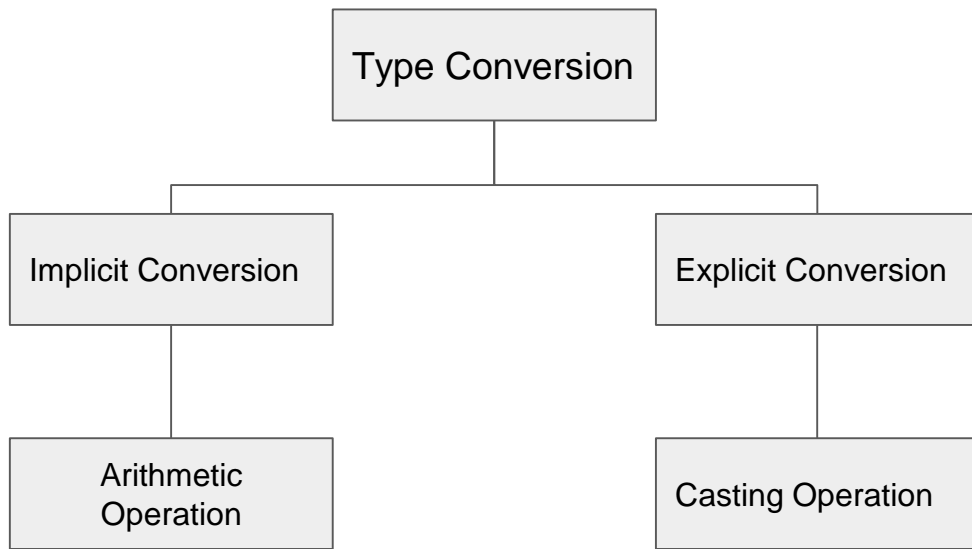 Type Conversion
Implicit Conversion
Explicit Conversion
Arithmetic
Operation
Casting Operation